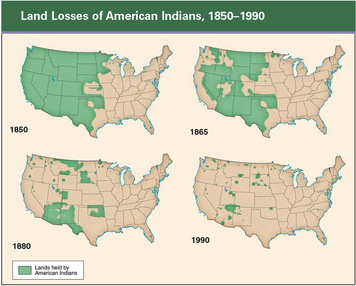 Land Losses of American Indians, 1850–1990
1850
1865
1880
1990
Lands held by
American Indians